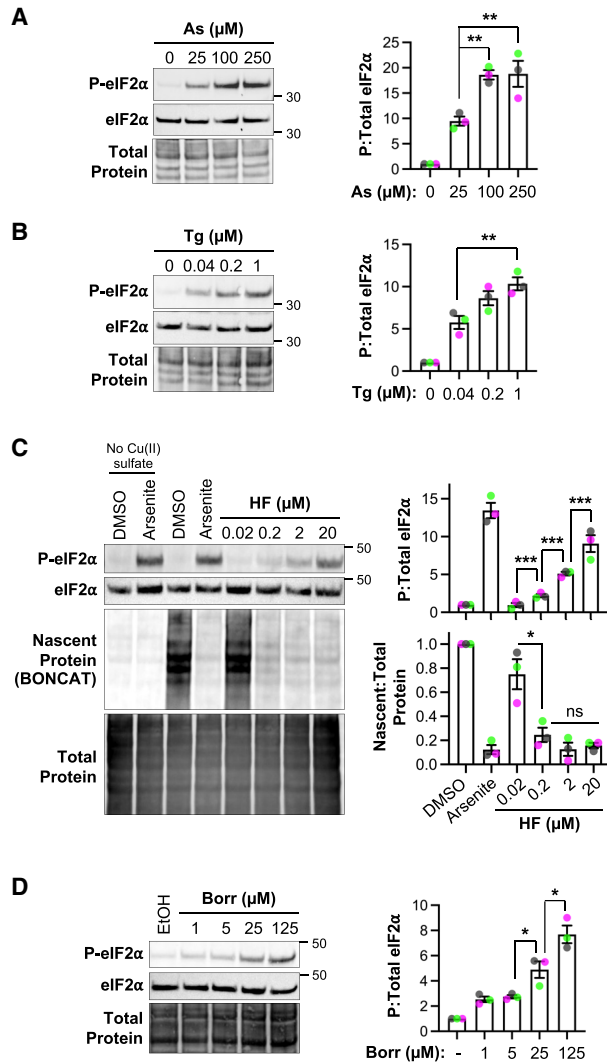 A
As (μM)
0 25 100 250
P-eIF2α
30
eIF2α
30
Total
Protein
P:Total eIF2α
25
20
15
10
5
0
**
**
As (μM): 0 25 100 250
B
Tg (μM)
0 0.04 0.2 1
P-eIF2α
30
eIF2α
30
Total
Protein
P:Total eIF2α
15
10
5
0
**
Tg (μM): 0 0.04 0.2 1
C
No Cu(II)
sulfate
DMSO
Arsenite
DMSO
Arsenite
HF (μM)
0.02 0.2 2 20
P-eIF2α
50
eIF2α
50
Nascent
Protein
(BONCAT)
Total
Protein
P:Total eIF2α
15
10
5
0
***
***
***
Nascent:Total
Protein
1.0
0.8
0.6
0.4
0.2
0.0
*
ns
DMSO
Arsenite
0.02
0.2
2
20
HF (μM)
D
EtOH
Borr (μM)
1 5 25 125
P-eIF2α
50
eIF2α
50
Total
Protein
P:Total eIF2α
10
8
6
4
2
0
*
*
Borr (μM): - 1 5 25 125